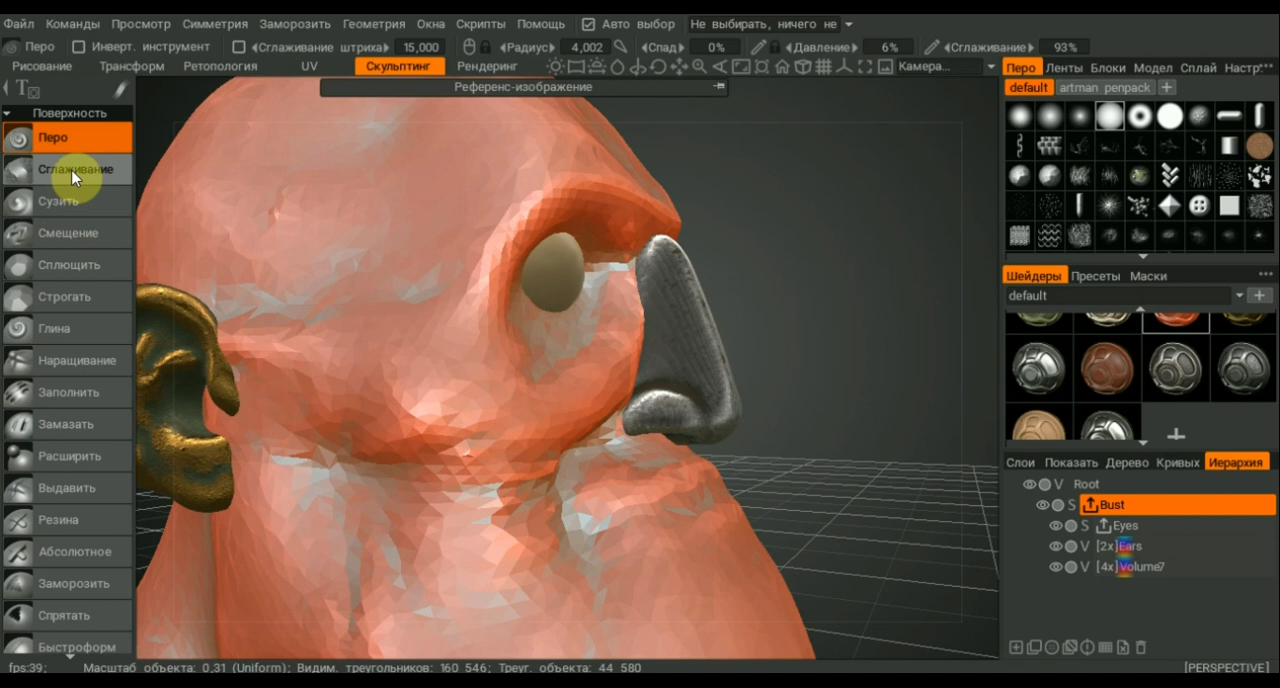 Файл Команды Просмотр Симметрия Заморозить Геометрия Окна Скрипты Помощь Авто выбор Не выбирать, ничего не
Перо Инверт. инструмент Сглаживание штриха 15,000 Радиус 4,002 Спад 0% Давление 6% Сглаживание 93%
Рисование Трансформ Ретопология UV Скульптинг Рендеринг Камера...
Перо Ленты Блоки Модел Сплай Настр
Референс-изображение
default artman penpack
Поверхность
Перо
Сглаживание
Сузить
Смещение
Сплющить
Строгать
Глина
Наращивание
Заполнить
Замазать
Расширить
Выдавить
Резина
Абсолютное
Заморозить
Спрятать
Быстроформ
Шейдеры Пресеты Маски
default
Слои Показать Дерево Кривых Иерархия
V Root
S Bust
S Eyes
V [2x]Ears
V [4x]Volume7
fps:39; Масштаб объекта: 0,31 (Uniform); Видим. треугольников: 160 546; Треуг. объекта: 44 580
[PERSPECTIVE]